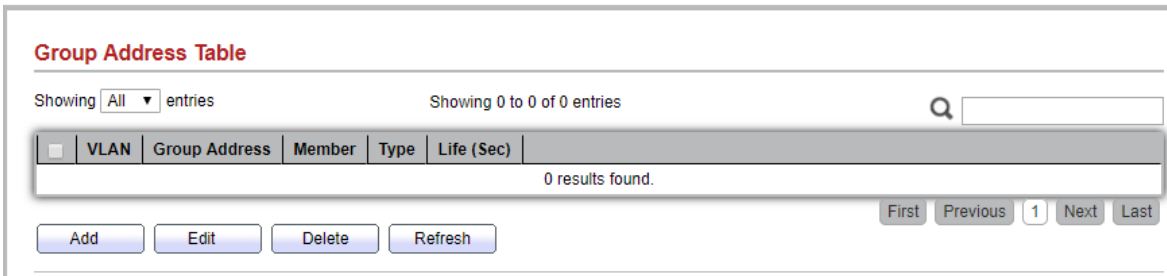 Group Address Table
Showing All entries Showing 0 to 0 of 0 entries
VLAN Group Address Member Type Life (Sec)
0 results found.
First Previous 1 Next Last
Add Edit Delete Refresh